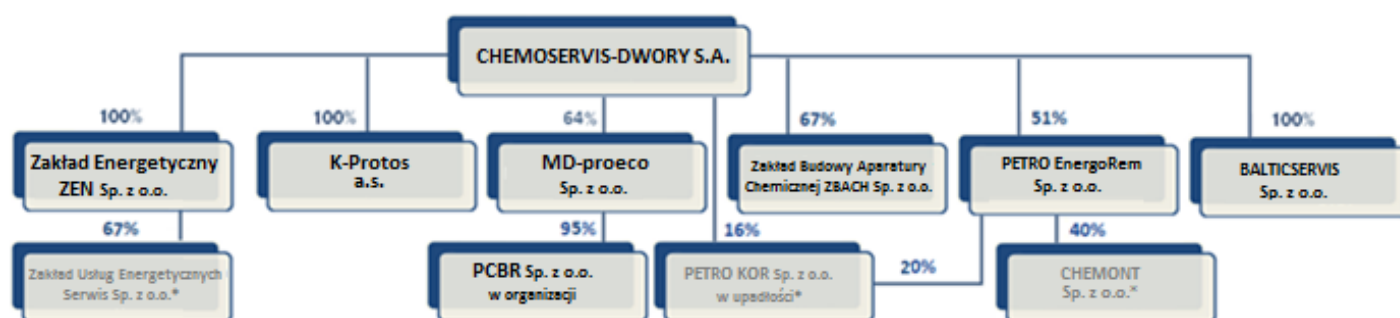 CHEMOSERVIS-DWORY S.A.
100%
100%
64%
67%
51%
100%
Zakład Energetyczny
ZEN Sp. z o.o.
K-Protos
a.s.
MD-proeco
Sp. z o.o.
Zakład Budowy Aparatury
Chemicznej ZBACH Sp. z o.o.
PETRO EnergoRem
Sp. z o.o.
BALTICSERVIS
Sp. z o.o.
67%
95%
16%
40%
Zakład Usług Energetycznych
Serwis Sp. z o.o.*
PCBR Sp. z o.o.
w organizacji
PETRO KOR Sp. z o.o.
w upadłości*
20%
CHEMONT
Sp. z o.o.*